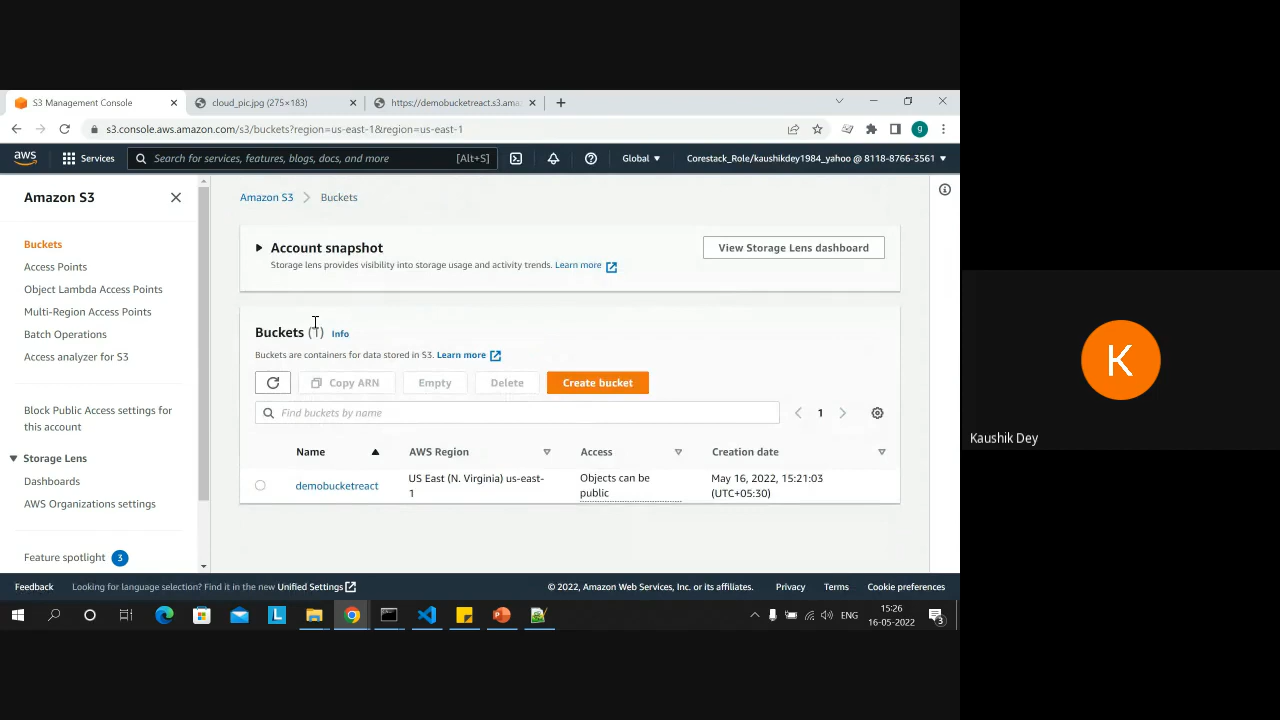 S3 Management Console
cloud_pic.jpg (275×183)
https://demobucketreact.s3.ama
s3.console.aws.amazon.com/s3/buckets?region=us-east-1&region=us-east-1
g
aws
Services
Search for services, features, blogs, docs, and more
[Alt+S]
Global
Corestack_Role/kaushikdey1984_yahoo @ 8118-8766-3561
Amazon S3
Buckets
Access Points
Object Lambda Access Points
Multi-Region Access Points
Batch Operations
Access analyzer for S3
Block Public Access settings for
this account
Storage Lens
Dashboards
AWS Organizations settings
Feature spotlight 3
Amazon S3 > Buckets
Account snapshot
View Storage Lens dashboard
Storage lens provides visibility into storage usage and activity trends. Learn more
Buckets (1) Info
Buckets are containers for data stored in S3. Learn more
Copy ARN
Empty
Delete
Create bucket
Find buckets by name
1
Name
AWS Region
Access
Creation date
demobucketreact
US East (N. Virginia) us-east-
1
Objects can be
public
May 16, 2022, 15:21:03
(UTC+05:30)
Feedback
Looking for language selection? Find it in the new Unified Settings
© 2022, Amazon Web Services, Inc. or its affiliates.
Privacy
Terms
Cookie preferences
L
ENG
15:26
16-05-2022
3
K
Kaushik Dey